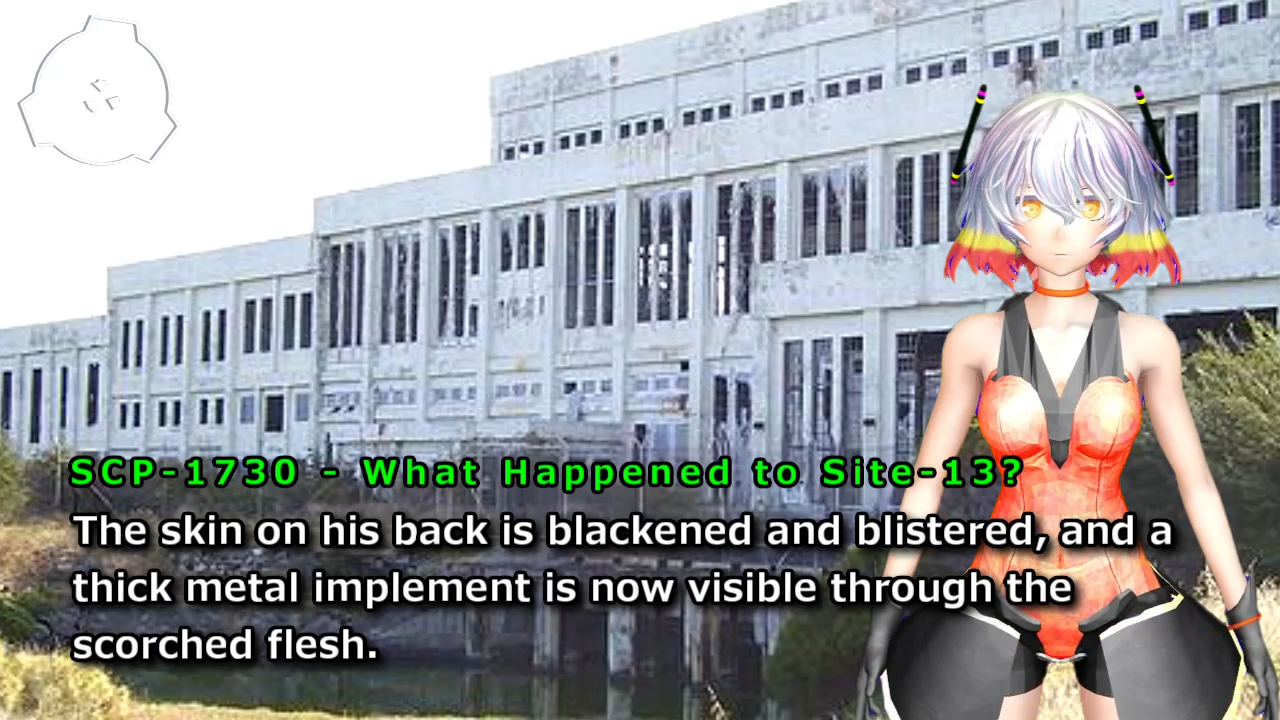 SCP-1730 - What Happened to Site-13?
The skin on his back is blackened and blistered, and a
thick metal implement is now visible through the
scorched flesh.